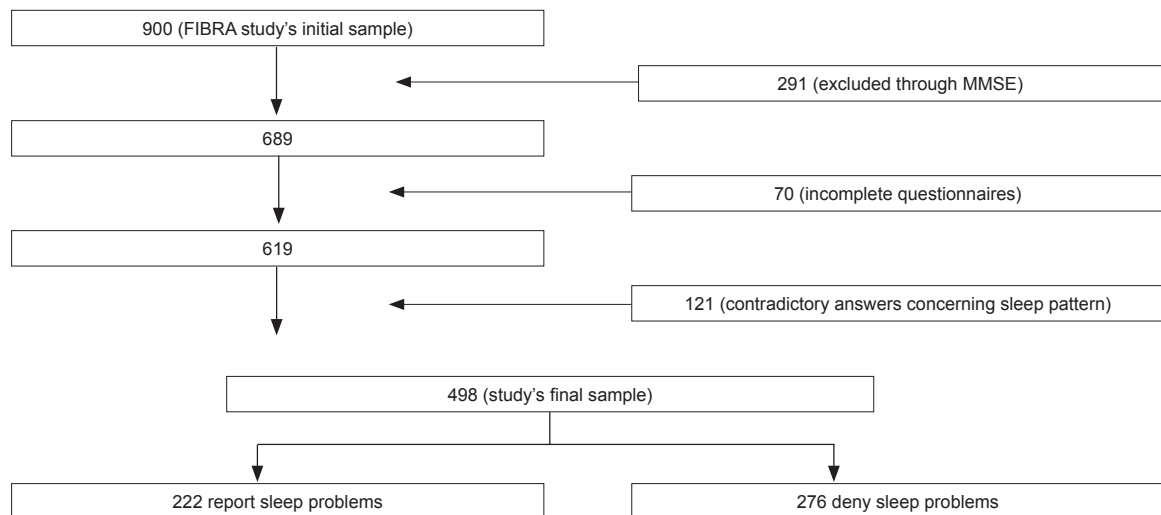 900 (FIBRA study's initial sample)
291 (excluded through MMSE)
689
70 (incomplete questionnaires)
619
121 (contradictory answers concerning sleep pattern)
498 (study's final sample)
222 report sleep problems
276 deny sleep problems